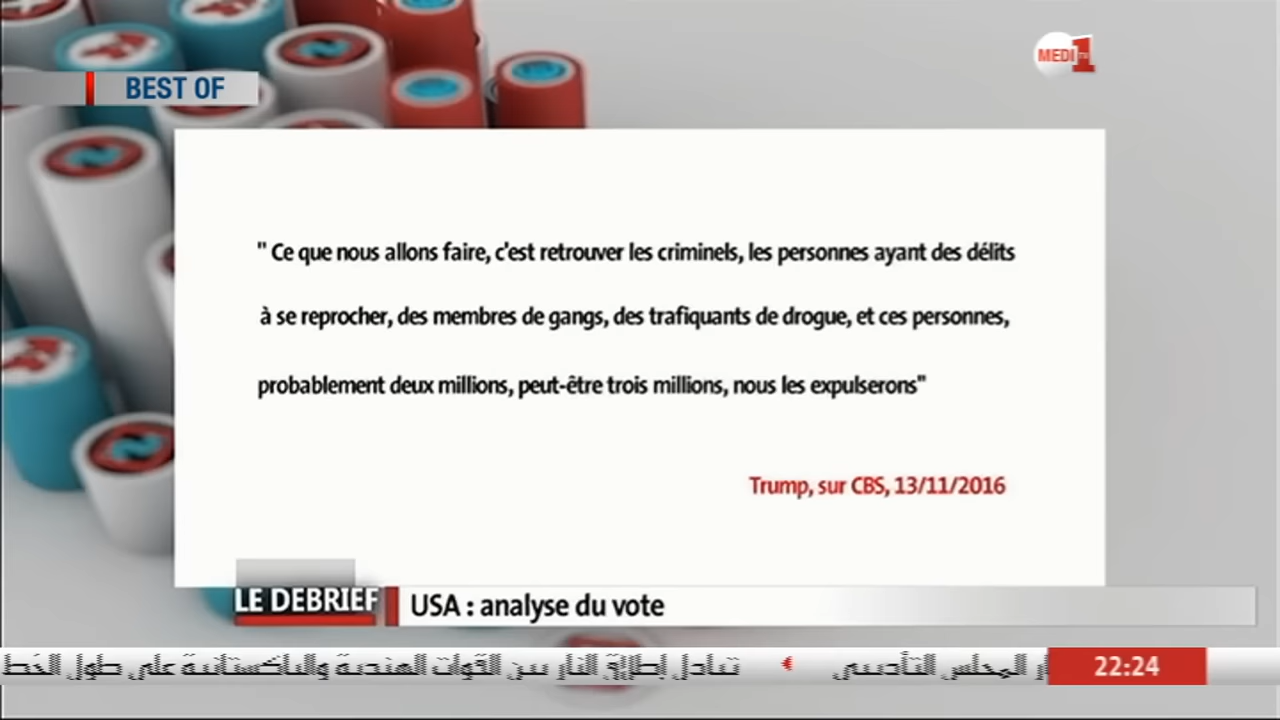 MEDI 1
BEST OF
" Ce que nous allons faire, c'est retrouver les criminels, les personnes ayant des délits
à se reprocher, des membres de gangs, des trafiquants de drogue, et ces personnes,
probablement deux millions, peut-être trois millions, nous les expulserons"
Trump, sur CBS, 13/11/2016
LE DEBRIEF
USA : analyse du vote
المجلس التأديبي ◄ تبادل إطلاق النار بين القوات الهندية والباكستانية على طول الخط
22:24